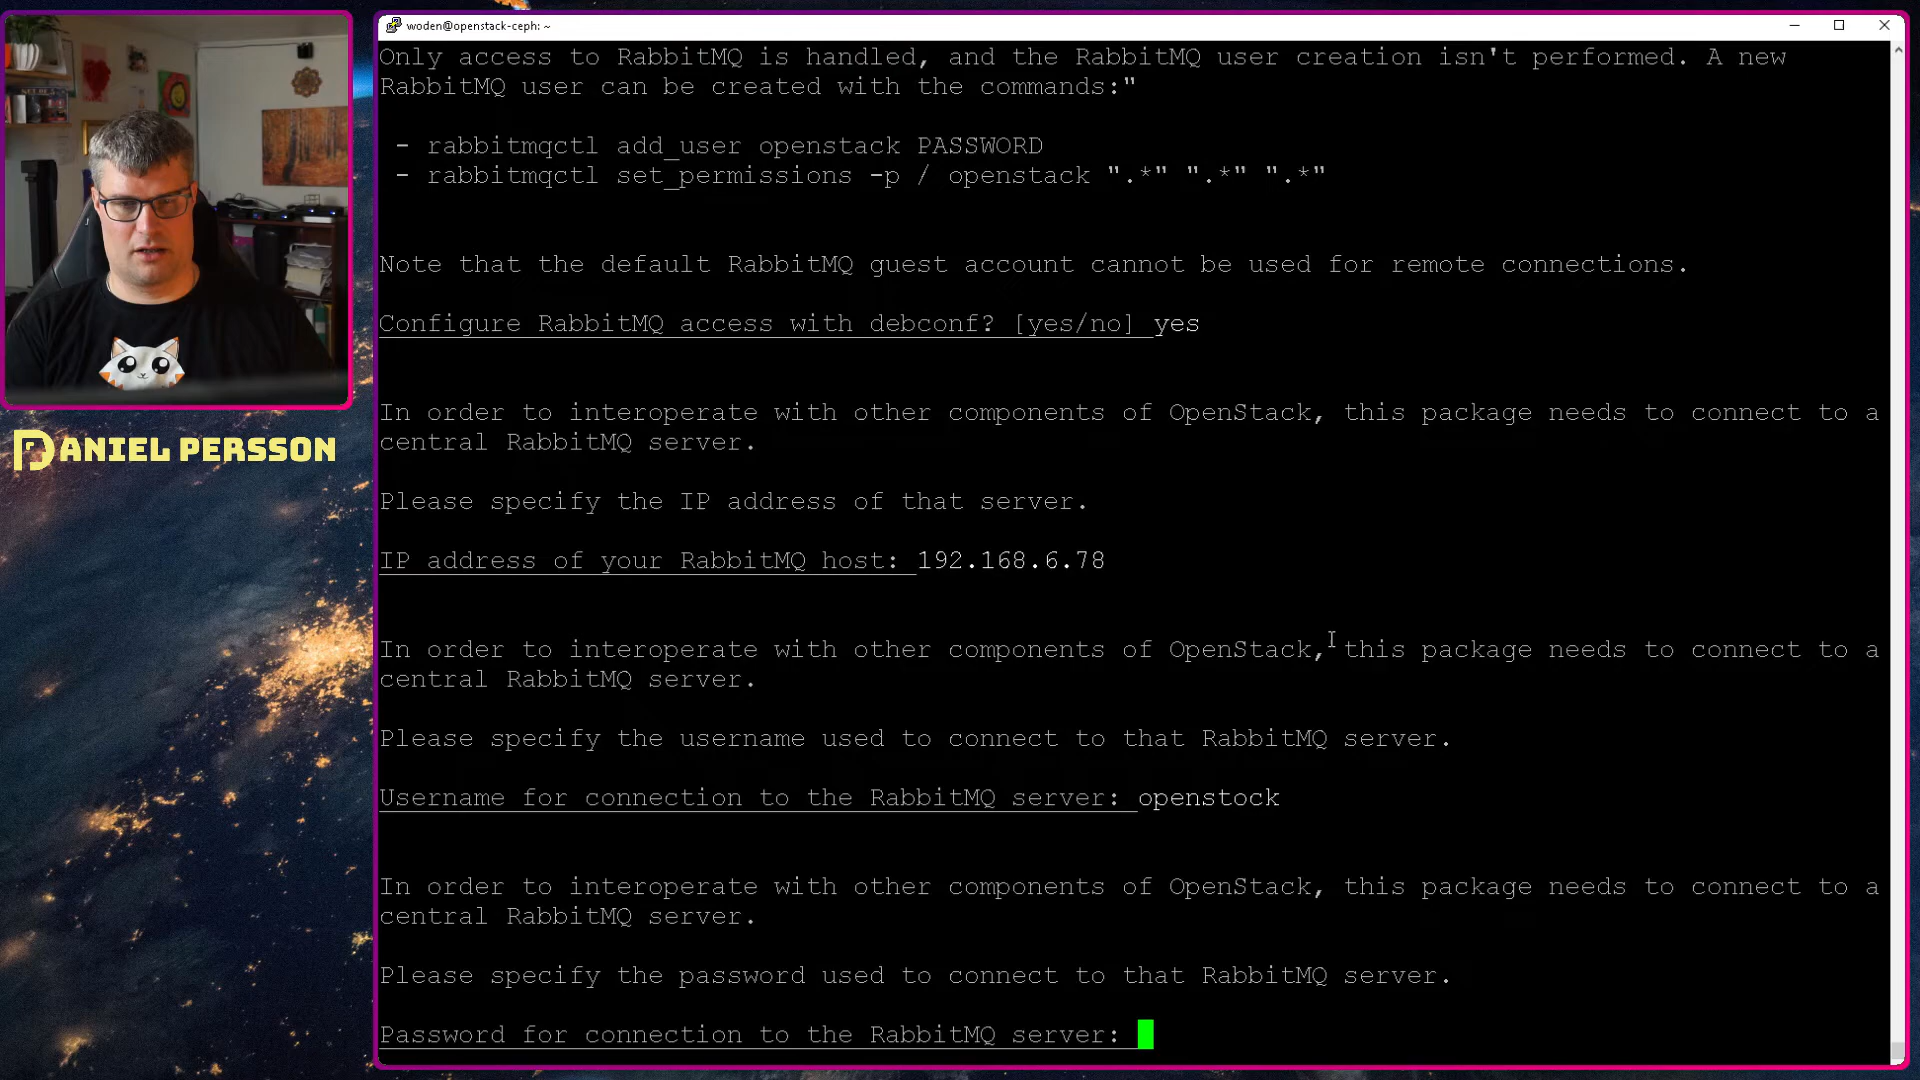 woden@openstack-ceph: ~
Only access to RabbitMQ is handled, and the RabbitMQ user creation isn't performed. A new
RabbitMQ user can be created with the commands:"
- rabbitmqctl add_user openstack PASSWORD
- rabbitmqctl set_permissions -p / openstack ".*" ".*" ".*"
Note that the default RabbitMQ guest account cannot be used for remote connections.
Configure RabbitMQ access with debconf? [yes/no] yes
In order to interoperate with other components of OpenStack, this package needs to connect to a
central RabbitMQ server.
Please specify the IP address of that server.
IP address of your RabbitMQ host: 192.168.6.78
In order to interoperate with other components of OpenStack, this package needs to connect to a
central RabbitMQ server.
Please specify the username used to connect to that RabbitMQ server.
Username for connection to the RabbitMQ server: openstock
In order to interoperate with other components of OpenStack, this package needs to connect to a
central RabbitMQ server.
Please specify the password used to connect to that RabbitMQ server.
Password for connection to the RabbitMQ server:
DANIEL PERSSON